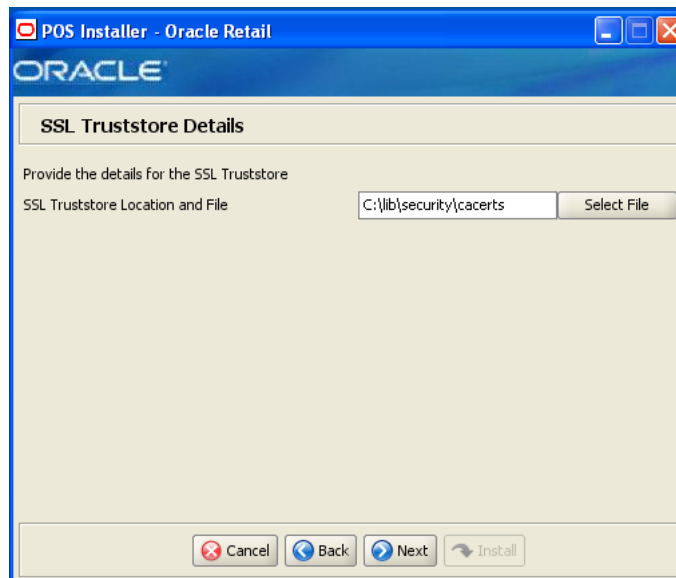 POS Installer - Oracle Retail
ORACLE
SSL Truststore Details
Provide the details for the SSL Truststore
SSL Truststore Location and File C:\lib\security\cacerts Select File
Cancel Back Next Install